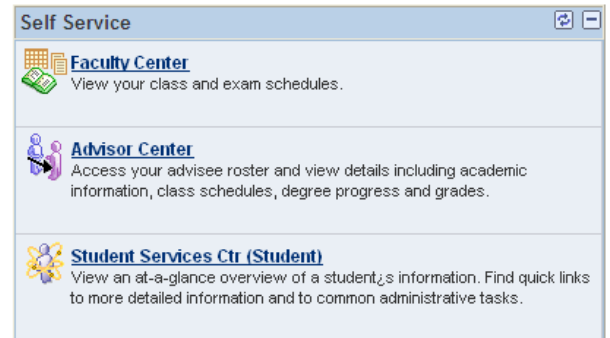 Self Service
Faculty Center
View your class and exam schedules.
Advisor Center
Access your advisee roster and view details including academic
information, class schedules, degree progress and grades.
Student Services Ctr (Student)
View an at-a-glance overview of a student¿s information. Find quick links
to more detailed information and to common administrative tasks.